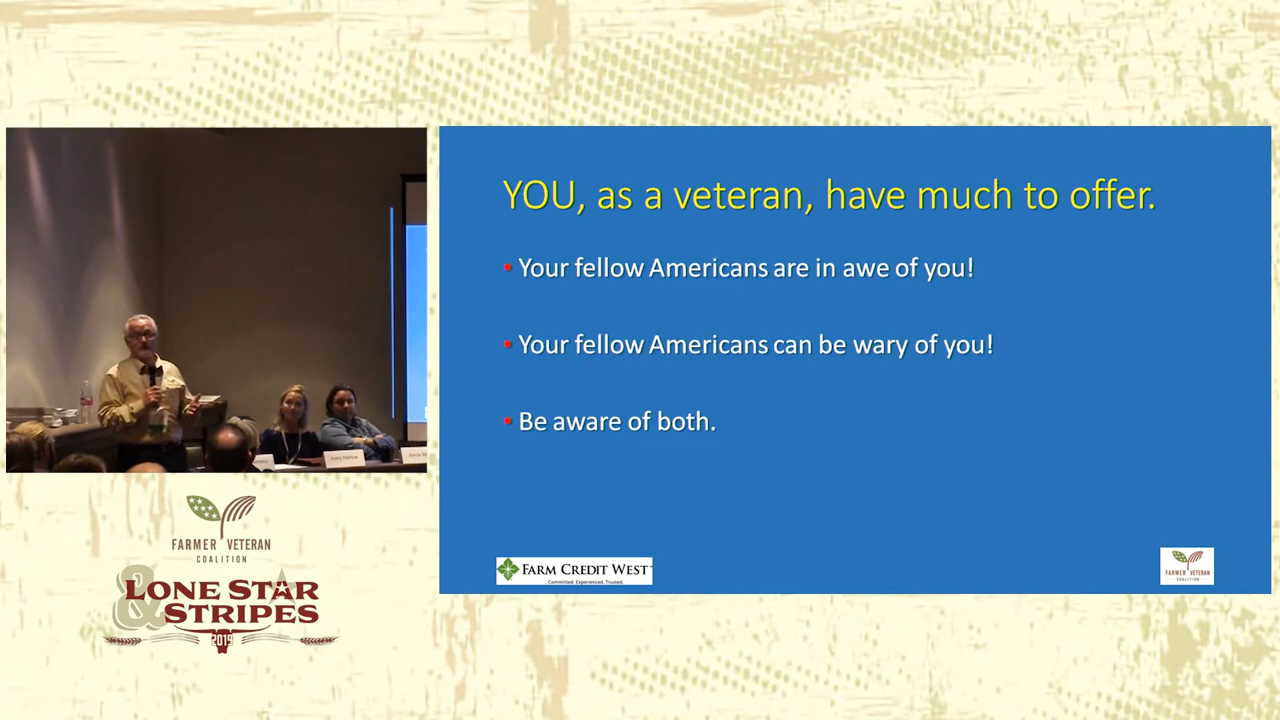 YOU, as a veteran, have much to offer.
• Your fellow Americans are in awe of you!
• Your fellow Americans can be wary of you!
• Be aware of both.
FARM CREDIT WEST
Committed. Experienced. Trusted.
FARMER VETERAN
COALITION
FARMER VETERAN
COALITION
&
LONE STAR
STRIPES
2019